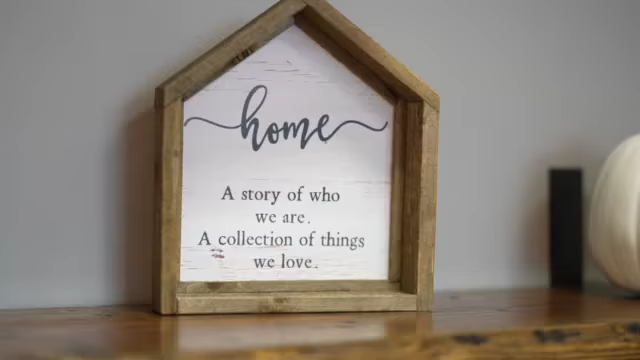 home
A story of who
we are.
A collection of things
we love.